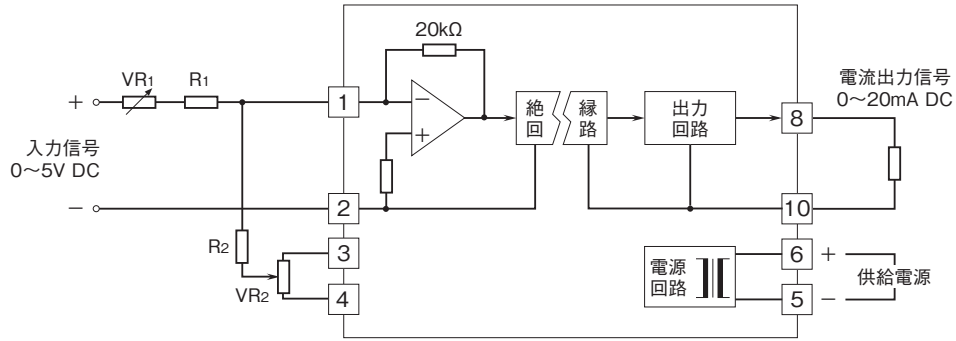 20kΩ
VR1
R1
+
1
−
+
絶
回
縁
路
出力
回路
8
電流出力信号
0〜20mA DC
入力信号
0〜5V DC
−
2
10
R2
3
VR2
4
電源
回路
6
+
供給電源
5
−